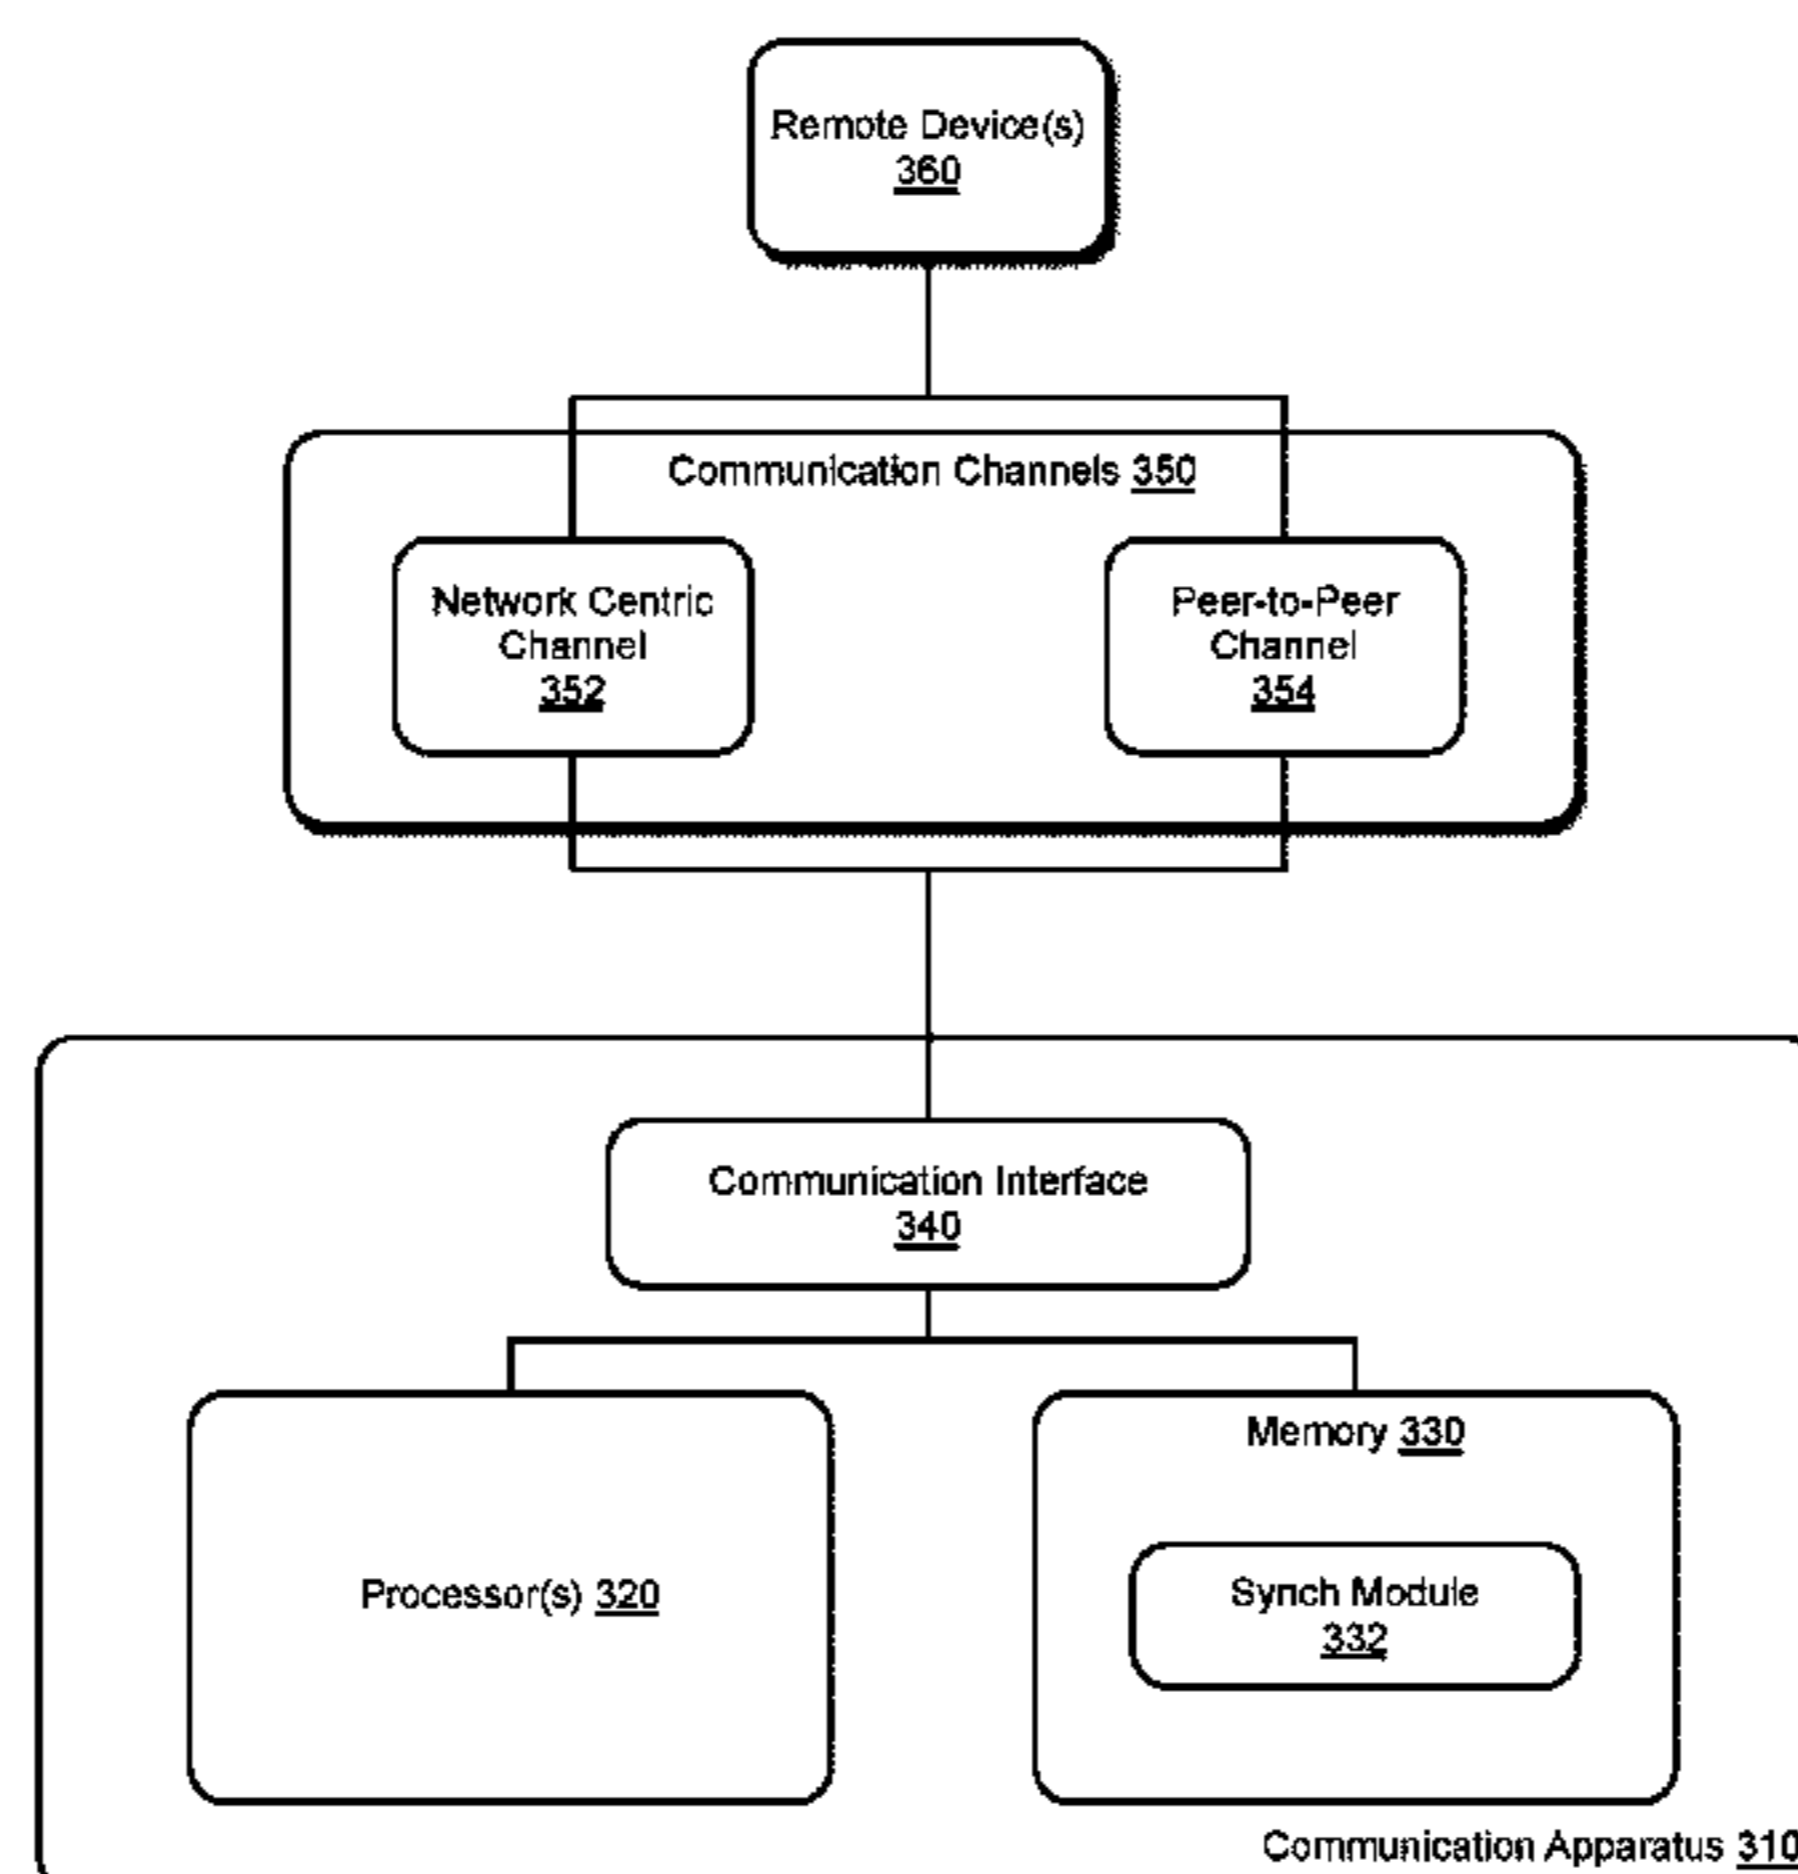 Remote Device(s)
360
Communication Channels 350
Network Centric
Channel
352
Peer-to-Peer
Channel
354
Communication Interface
340
Processor(s) 320
Memory 330
Synch Module
332
Communication Apparatus 310